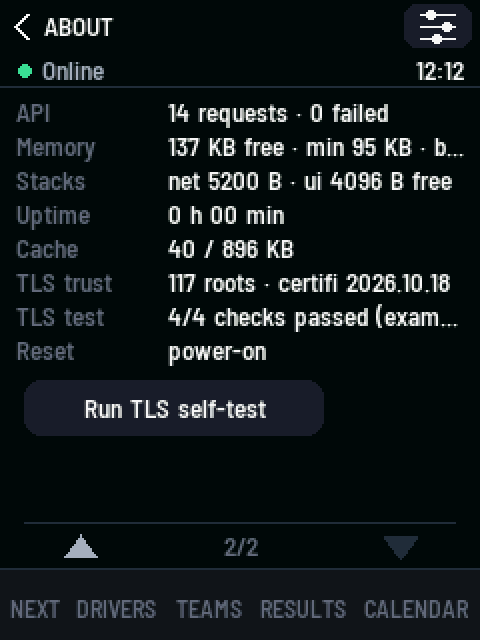 ABOUT
Online 12:12
API 14 requests · 0 failed
Memory 137 KB free · min 95 KB · b...
Stacks net 5200 B · ui 4096 B free
Uptime 0 h 00 min
Cache 40 / 896 KB
TLS trust 117 roots · certifi 2026.10.18
TLS test 4/4 checks passed (exam...
Reset power-on
Run TLS self-test
2/2
NEXT DRIVERS TEAMS RESULTS CALENDAR